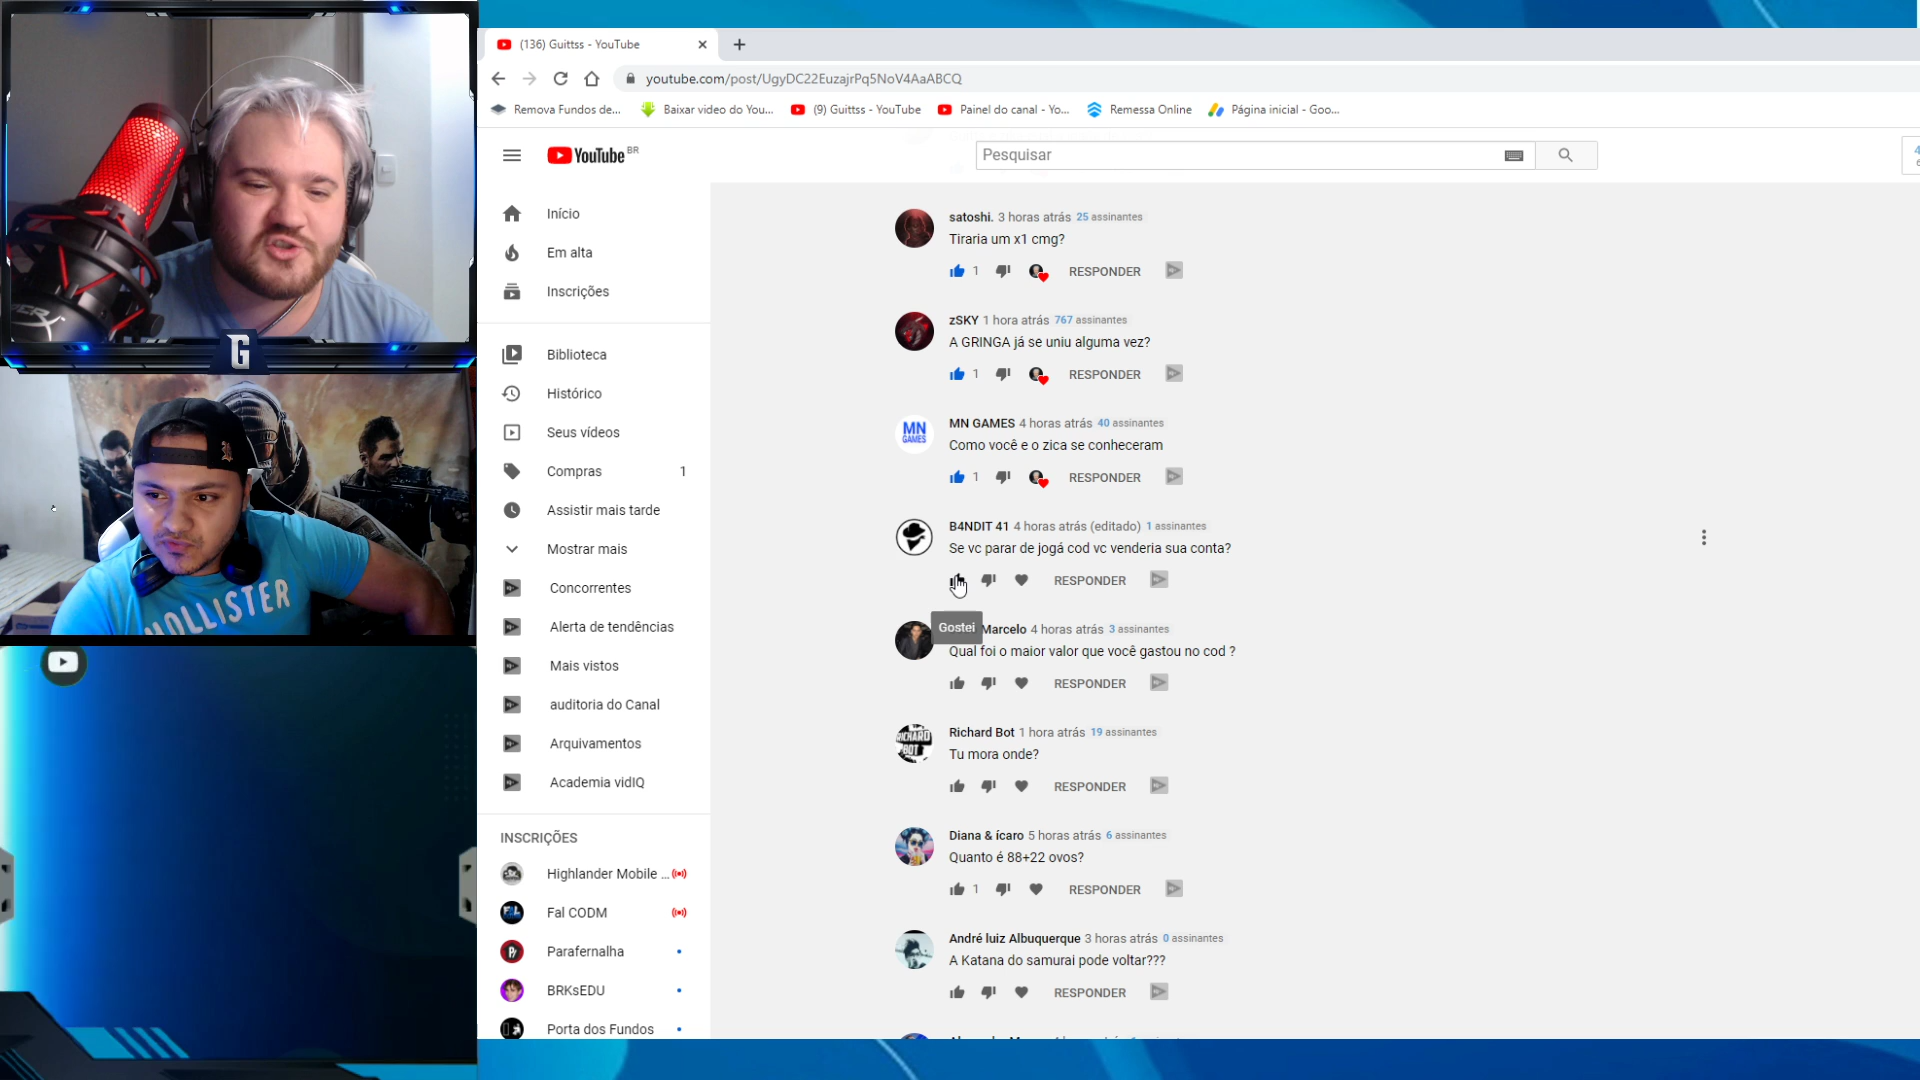 (136) Guittss - YouTube
youtube.com/post/UgyDC22EuzajrPq5NoV4AaABCQ
Remova Fundos de...
Baixar video do You...
(9) Guittss - YouTube
Painel do canal - Yo...
Remessa Online
Página inicial - Goo...
YouTube BR
Pesquisar
Início
Em alta
Inscrições
Biblioteca
Histórico
Seus vídeos
Compras 1
Assistir mais tarde
Mostrar mais
Concorrentes
Alerta de tendências
Mais vistos
auditoria do Canal
Arquivamentos
Academia vidIQ
INSCRIÇÕES
Highlander Mobile ...
Fal CODM
Parafernalha
BRKsEDU
Porta dos Fundos
satoshi. 3 horas atrás 25 assinantes
Tiraria um x1 cmg?
1 RESPONDER
zSKY 1 hora atrás 767 assinantes
A GRINGA já se uniu alguma vez?
1 RESPONDER
MN GAMES
MN GAMES 4 horas atrás 40 assinantes
Como você e o zica se conheceram
1 RESPONDER
B4NDIT 41 4 horas atrás (editado) 1 assinantes
Se vc parar de jogá cod vc venderia sua conta?
RESPONDER
Gostei
Marcelo 4 horas atrás 3 assinantes
Qual foi o maior valor que você gastou no cod ?
RESPONDER
RICHARD BOT
Richard Bot 1 hora atrás 19 assinantes
Tu mora onde?
RESPONDER
Diana & ícaro 5 horas atrás 6 assinantes
Quanto é 88+22 ovos?
1 RESPONDER
André luiz Albuquerque 3 horas atrás 0 assinantes
A Katana do samurai pode voltar???
RESPONDER
G
HOLLISTER